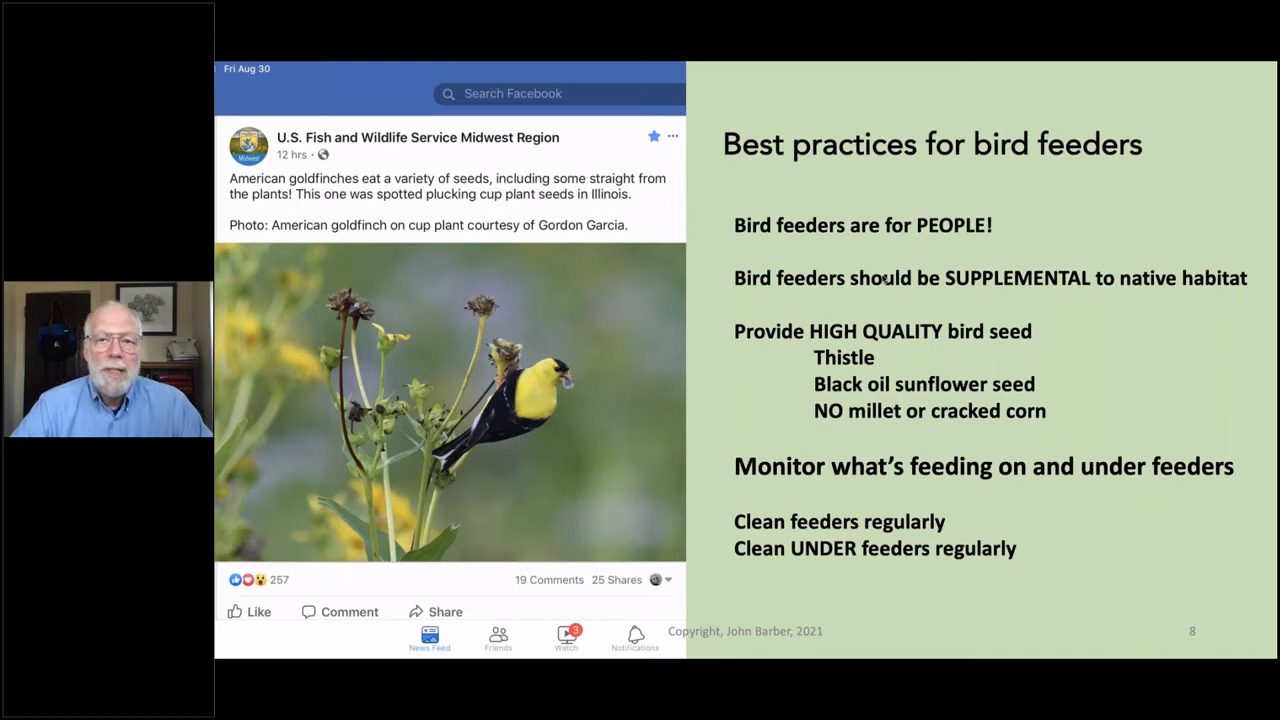 Fri Aug 30
Search Facebook
U.S. Fish and Wildlife Service Midwest Region
12 hrs ·
American goldfinches eat a variety of seeds, including some straight from
the plants! This one was spotted plucking cup plant seeds in Illinois.
Photo: American goldfinch on cup plant courtesy of Gordon Garcia.
Midwest
257
19 Comments 25 Shares
Like Comment Share
3
News Feed Friends Watch Notifications
Best practices for bird feeders
Bird feeders are for PEOPLE!
Bird feeders should be SUPPLEMENTAL to native habitat
Provide HIGH QUALITY bird seed
Thistle
Black oil sunflower seed
NO millet or cracked corn
Monitor what's feeding on and under feeders
Clean feeders regularly
Clean UNDER feeders regularly
Copyright, John Barber, 2021
8